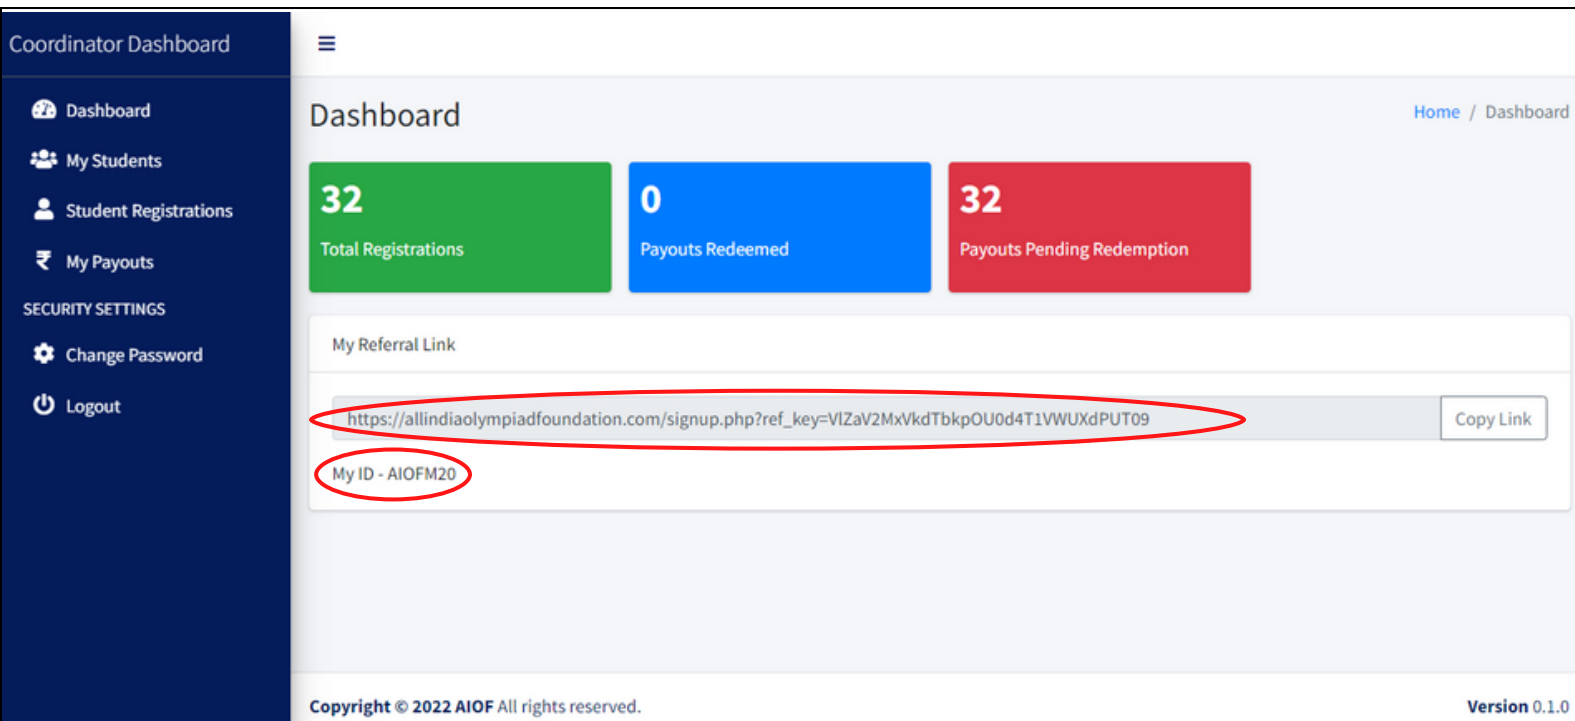 Coordinator Dashboard
Dashboard
My Students
Student Registrations
My Payouts
SECURITY SETTINGS
Change Password
Logout
Dashboard
Home / Dashboard
32
Total Registrations
0
Payouts Redeemed
32
Payouts Pending Redemption
My Referral Link
https://allindiaolympiadfoundation.com/signup.php?ref_key=VlZaV2MxVkdTbkpOU0d4T1VWUXdPUT09
Copy Link
My ID - AIOFM20
Copyright © 2022 AIOF All rights reserved.
Version 0.1.0